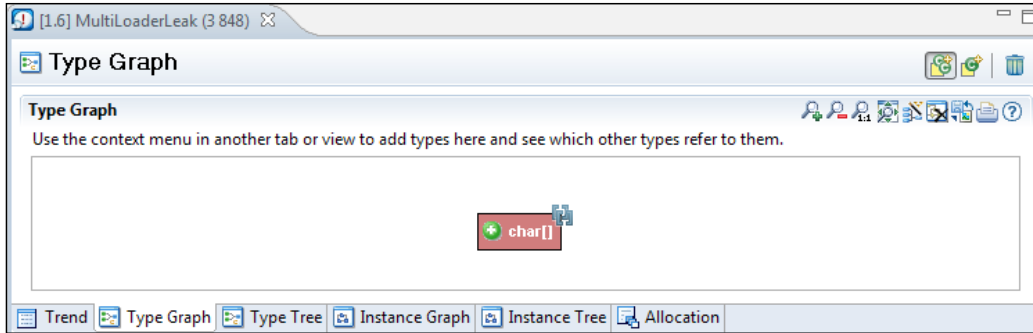 [1.6] MultiLoaderLeak (3 848)
Type Graph
Type Graph
1:1
Use the context menu in another tab or view to add types here and see which other types refer to them.
char[]
Trend Type Graph Type Tree Instance Graph Instance Tree Allocation